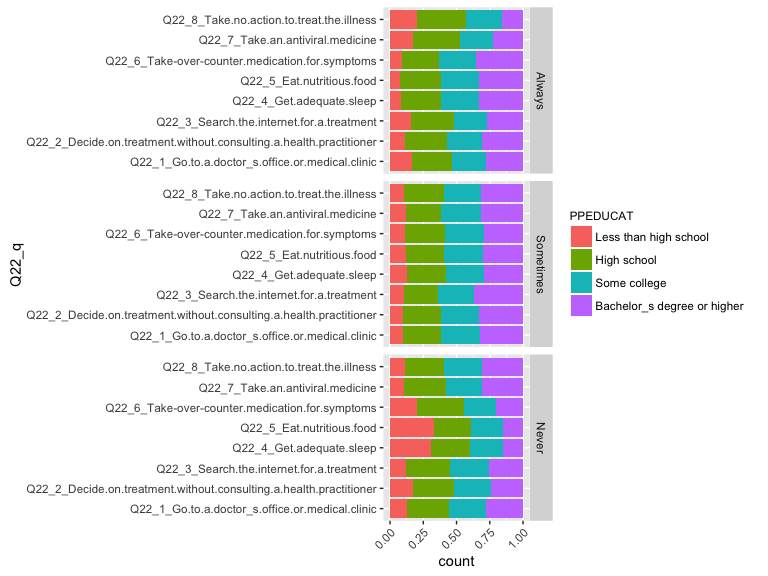 Q22_q
Q22_8_Take.no.action.to.treat.the.illness
Q22_7_Take.an.antiviral.medicine
Q22_6_Take-over-counter.medication.for.symptoms
Q22_5_Eat.nutritious.food
Q22_4_Get.adequate.sleep
Q22_3_Search.the.internet.for.a.treatment
Q22_2_Decide.on.treatment.without.consulting.a.health.practitioner
Q22_1_Go.to.a.doctor_s.office.or.medical.clinic
Always
Q22_8_Take.no.action.to.treat.the.illness
Q22_7_Take.an.antiviral.medicine
Q22_6_Take-over-counter.medication.for.symptoms
Q22_5_Eat.nutritious.food
Q22_4_Get.adequate.sleep
Q22_3_Search.the.internet.for.a.treatment
Q22_2_Decide.on.treatment.without.consulting.a.health.practitioner
Q22_1_Go.to.a.doctor_s.office.or.medical.clinic
Sometimes
Q22_8_Take.no.action.to.treat.the.illness
Q22_7_Take.an.antiviral.medicine
Q22_6_Take-over-counter.medication.for.symptoms
Q22_5_Eat.nutritious.food
Q22_4_Get.adequate.sleep
Q22_3_Search.the.internet.for.a.treatment
Q22_2_Decide.on.treatment.without.consulting.a.health.practitioner
Q22_1_Go.to.a.doctor_s.office.or.medical.clinic
Never
0.00 0.25 0.50 0.75 1.00
count
PPEDUCAT
Less than high school
High school
Some college
Bachelor_s degree or higher